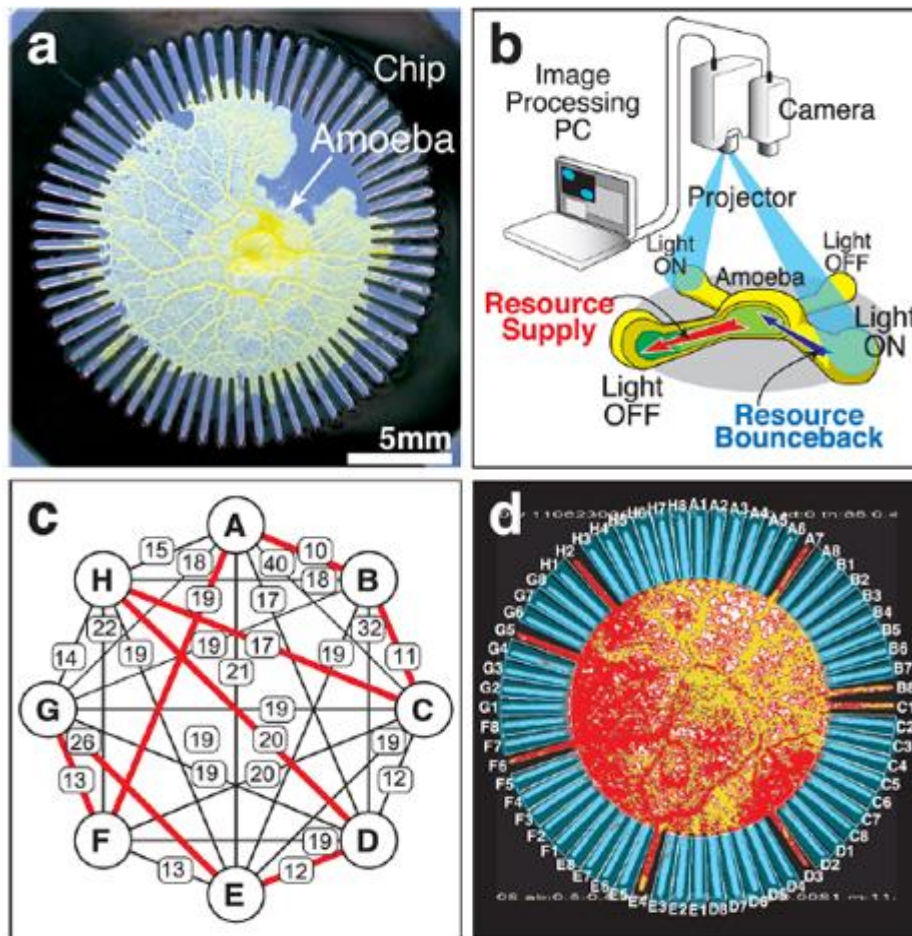 a
Chip
Amoeba
5mm
b
Image
Processing
PC
Camera
Projector
Light
ON
Light
OFF
Amoeba
Resource
Supply
Light
ON
Light
OFF
Resource
Bounceback
c
A
15
18
40
10
H
18
B
19
17
22
32
14
19
19
17
19
11
21
G
19
C
26
19
20
19
13
19
20
12
F
19
D
13
12
E
d
H8
A1
A2
A3
A4
A5
A6
A7
A8
B1
B2
B3
B4
B5
B6
B7
B8
C1
C2
C3
C4
C5
C6
C7
C8
D1
D2
D3
D4
D5
D6
D7
D8
E1
E2
E3
E4
E5
E6
E7
E8
F1
F2
F3
F4
F5
F6
F7
F8
G1
G2
G3
G4
G5
G6
G7
G8
H1
H2
H3
H4
H5
H6
H7